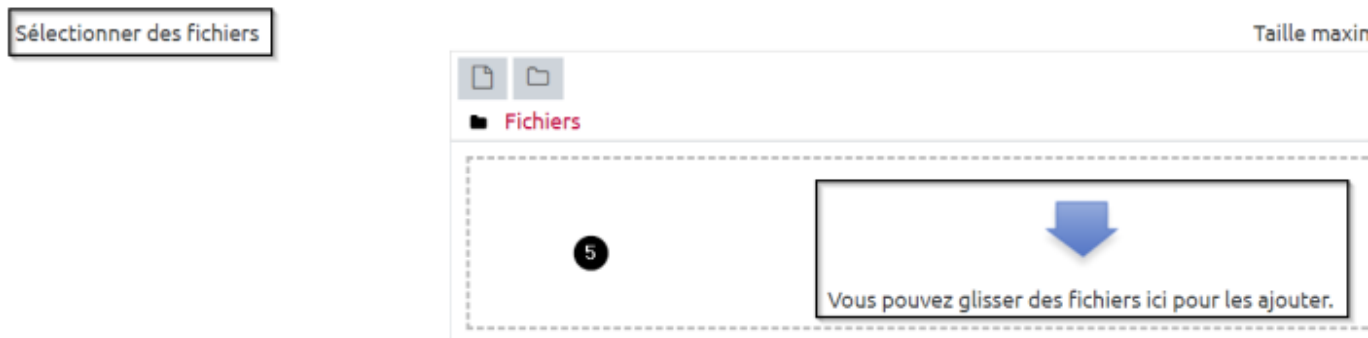 Sélectionner des fichiers
Taille maxim
Fichiers
5
Vous pouvez glisser des fichiers ici pour les ajouter.